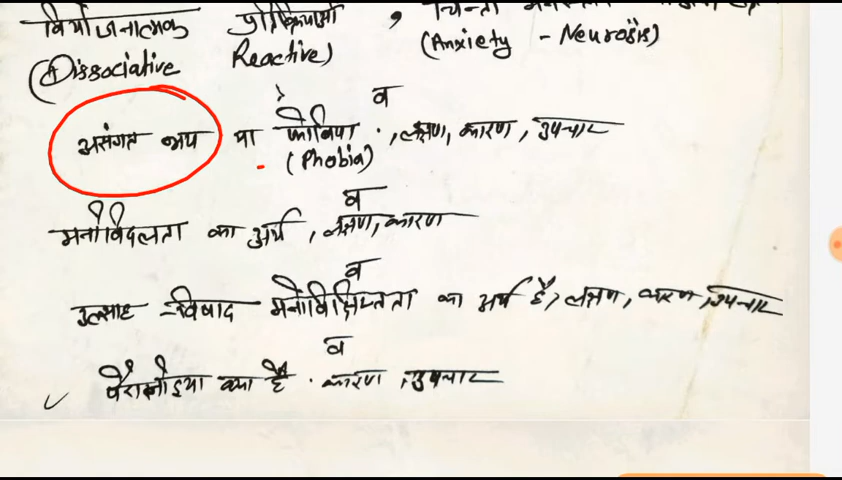 वियोजनात्मक प्रतिक्रियाओं , चिन्ता
(Dissociative Reactive) (Anxiety - Neurosis)
व
असंगत भय या फोबिया , लक्षण, कारण, उपचार
(Phobia)
व
मनोविदलता का अर्थ , लक्षण, कारण
व
उत्साह - विषाद मनोविक्षिप्तता का अर्थ है, लक्षण, कारण, उपचार
व
पैरानोइया क्या है . कारण , उपचार